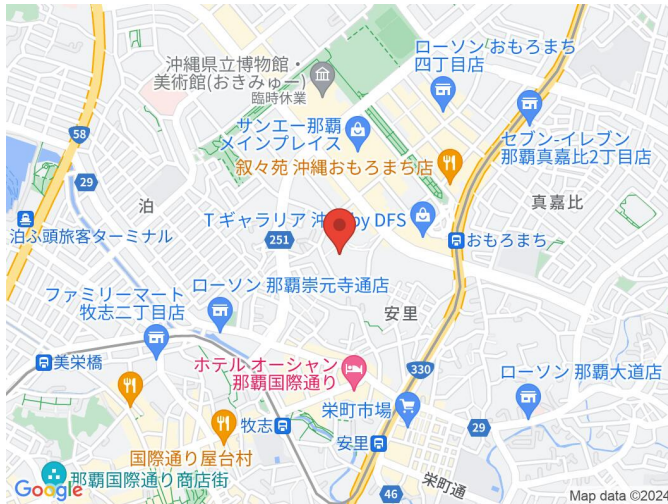 沖縄県立博物館・
美術館(おきみゅー)
臨時休業
ローソン おもろまち
四丁目店
58
サンエー那覇
メインプレイス
セブン-イレブン
那覇真嘉比2丁目店
29
叙々苑 沖縄おもろまち店
真嘉比
泊
T ギャラリア 沖
by DFS
251
おもろまち
泊ふ頭旅客ターミナル
ローソン 那覇崇元寺通店
ファミリーマート
牧志二丁目店
安里
美栄橋
ホテル オーシャン
那覇国際通り
330
ローソン 那覇大道店
牧志
栄町市場
29
安里
国際通り屋台村
那覇国際通り商店街
栄町通
46
Google
Map data ©2024